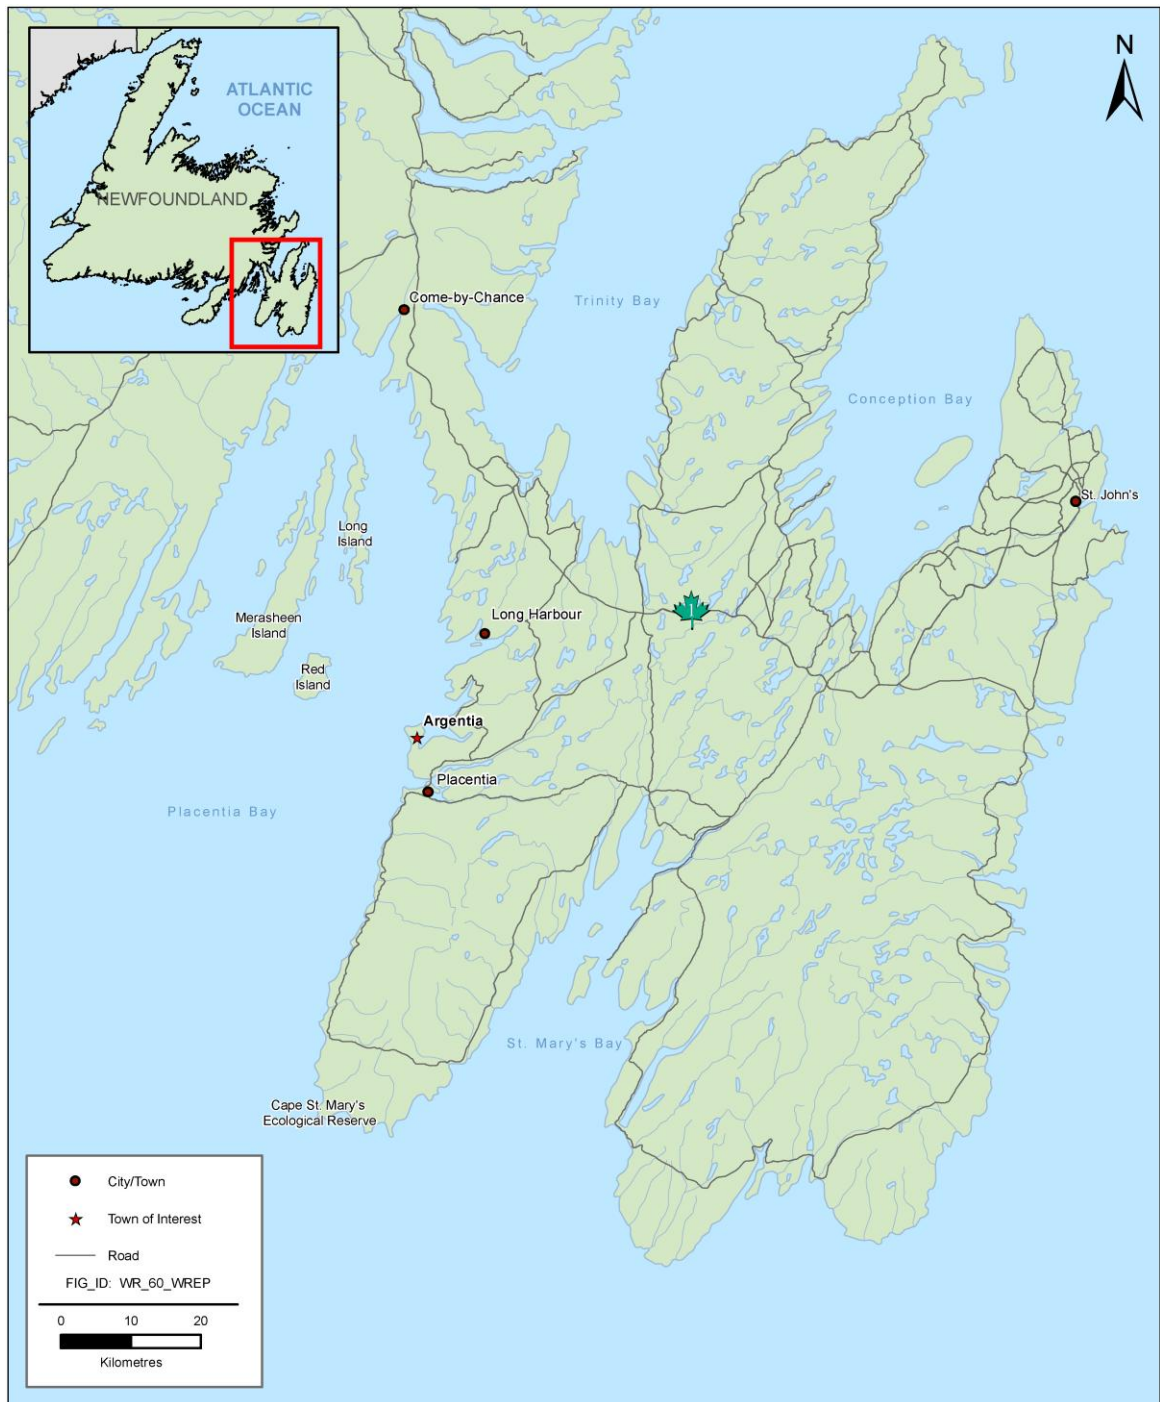 N
ATLANTIC
OCEAN
NEWFOUNDLAND
Come-by-Chance
Trinity Bay
Conception Bay
St. John's
Long
Island
Merasheen
Island
Long Harbour
1
Red
Island
Argentia
Placentia
Placentia Bay
St. Mary's Bay
Cape St. Mary's
Ecological Reserve
City/Town
Town of Interest
Road
FIG_ID: WR_60_WREP
0 10 20
Kilometres